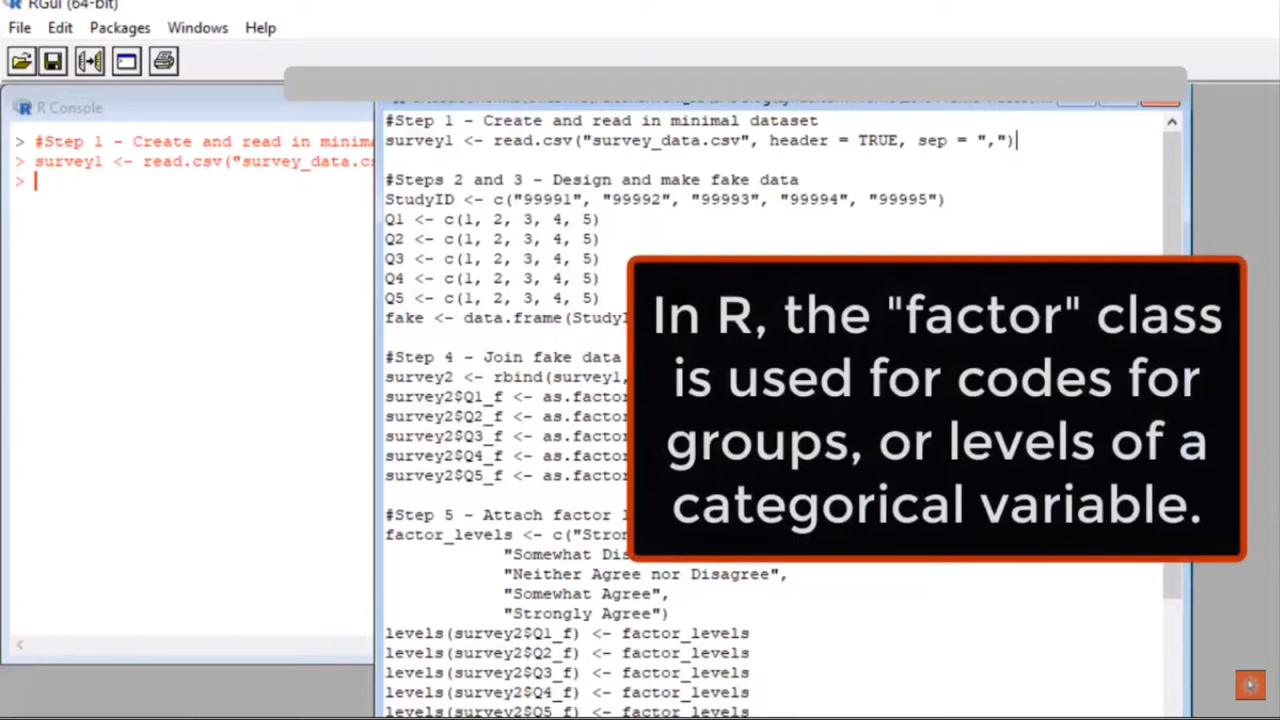 RGui (64-bit)
File Edit Packages Windows Help
R Console
> #Step 1 - Create and read in minim
> survey1 <- read.csv("survey_data.cs
>
#Step 1 - Create and read in minimal dataset
survey1 <- read.csv("survey_data.csv", header = TRUE, sep = ",")
#Steps 2 and 3 - Design and make fake data
StudyID <- c("99991", "99992", "99993", "99994", "99995")
Q1 <- c(1, 2, 3, 4, 5)
Q2 <- c(1, 2, 3, 4, 5)
Q3 <- c(1, 2, 3, 4, 5)
Q4 <- c(1, 2, 3, 4, 5)
Q5 <- c(1, 2, 3, 4, 5)
fake <- data.frame(StudyI
#Step 4 - Join fake data
survey2 <- rbind(survey1,
survey2$Q1_f <- as.factor
survey2$Q2_f <- as.factor
survey2$Q3_f <- as.factor
survey2$Q4_f <- as.factor
survey2$Q5_f <- as.factor
#Step 5 - Attach factor l
factor_levels <- c("Stron
"Somewhat Dis
"Neither Agree nor Disagree",
"Somewhat Agree",
"Strongly Agree")
levels(survey2$Q1_f) <- factor_levels
levels(survey2$Q2_f) <- factor_levels
levels(survey2$Q3_f) <- factor_levels
levels(survey2$Q4_f) <- factor_levels
levels(survey2$Q5_f) <- factor_levels
In R, the "factor" class
is used for codes for
groups, or levels of a
categorical variable.